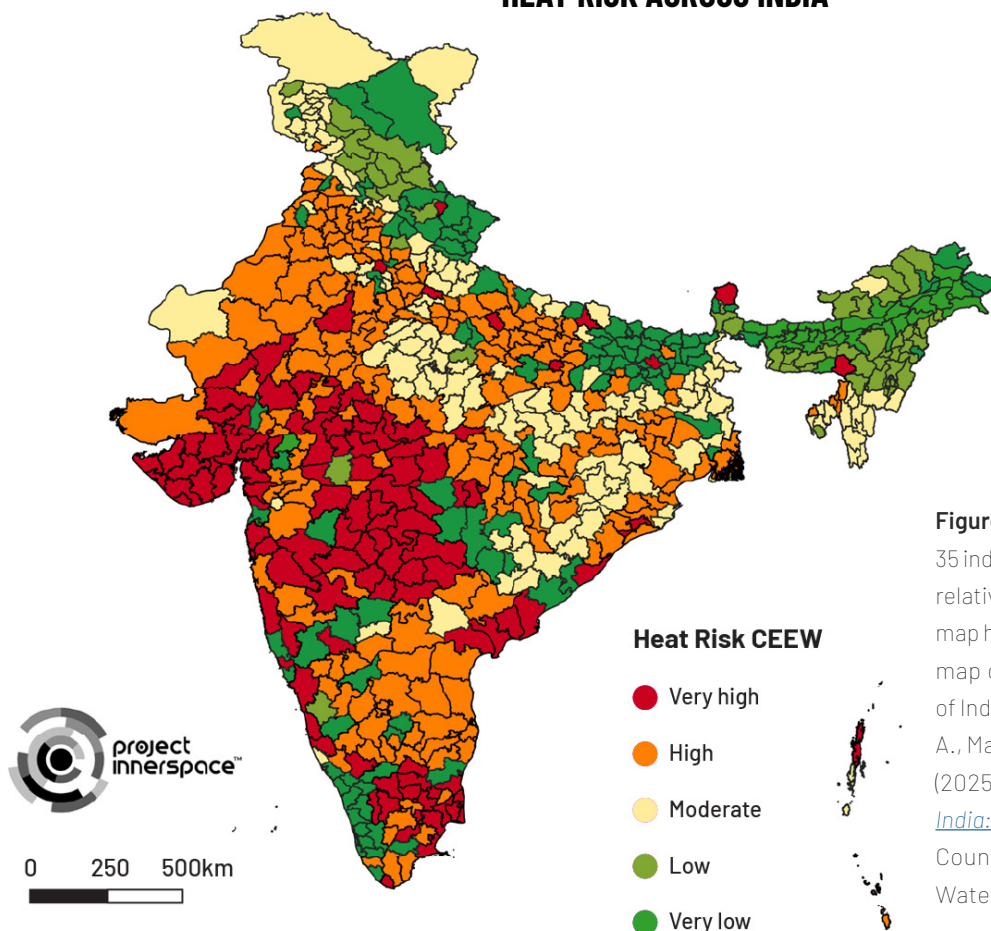 HEAT RISK ACROSS INDIA
Figure
35 ind
relativ
map h
map o
of Ind
A., Ma
(2025
India:
Coun
Wate
Heat Risk CEEW
Very high
High
Moderate
Low
Very low
project
innerspace™
0 250 500km